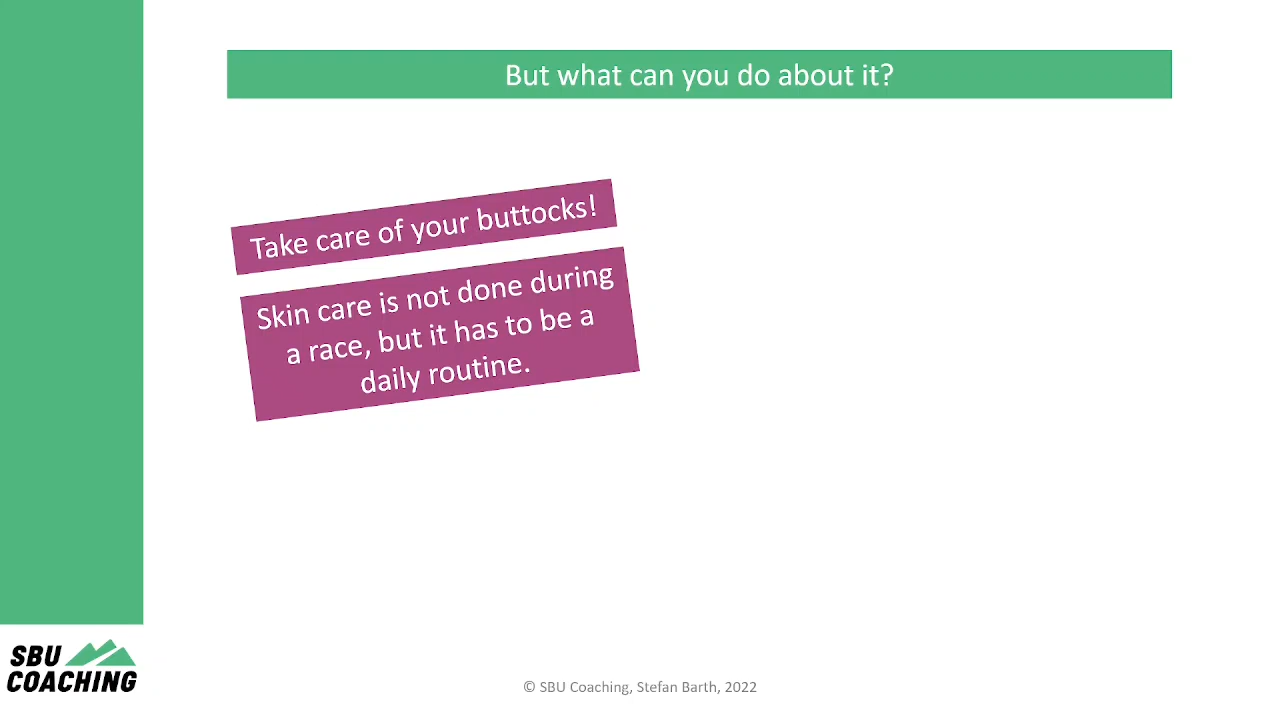 But what can you do about it?
Take care of your buttocks!
Skin care is not done during
a race, but it has to be a
daily routine.
SBU
COACHING
© SBU Coaching, Stefan Barth, 2022